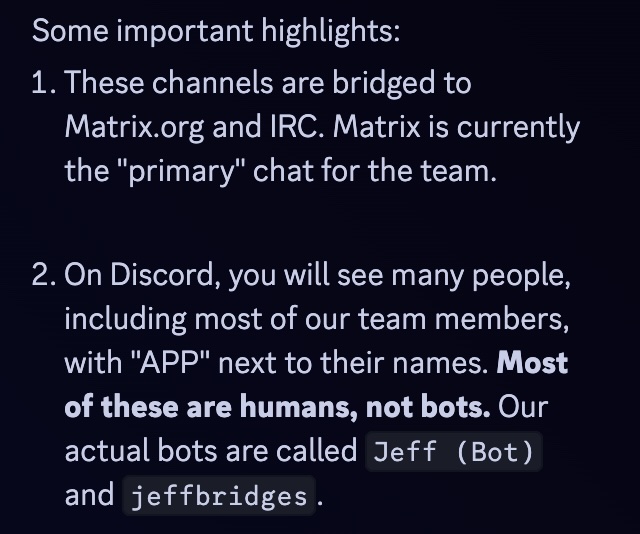 Some important highlights:
1. These channels are bridged to
Matrix.org and IRC. Matrix is currently
the "primary" chat for the team.
2. On Discord, you will see many people,
including most of our team members,
with "APP" next to their names. Most
of these are humans, not bots. Our
actual bots are called Jeff (Bot)
and jeffbridges.